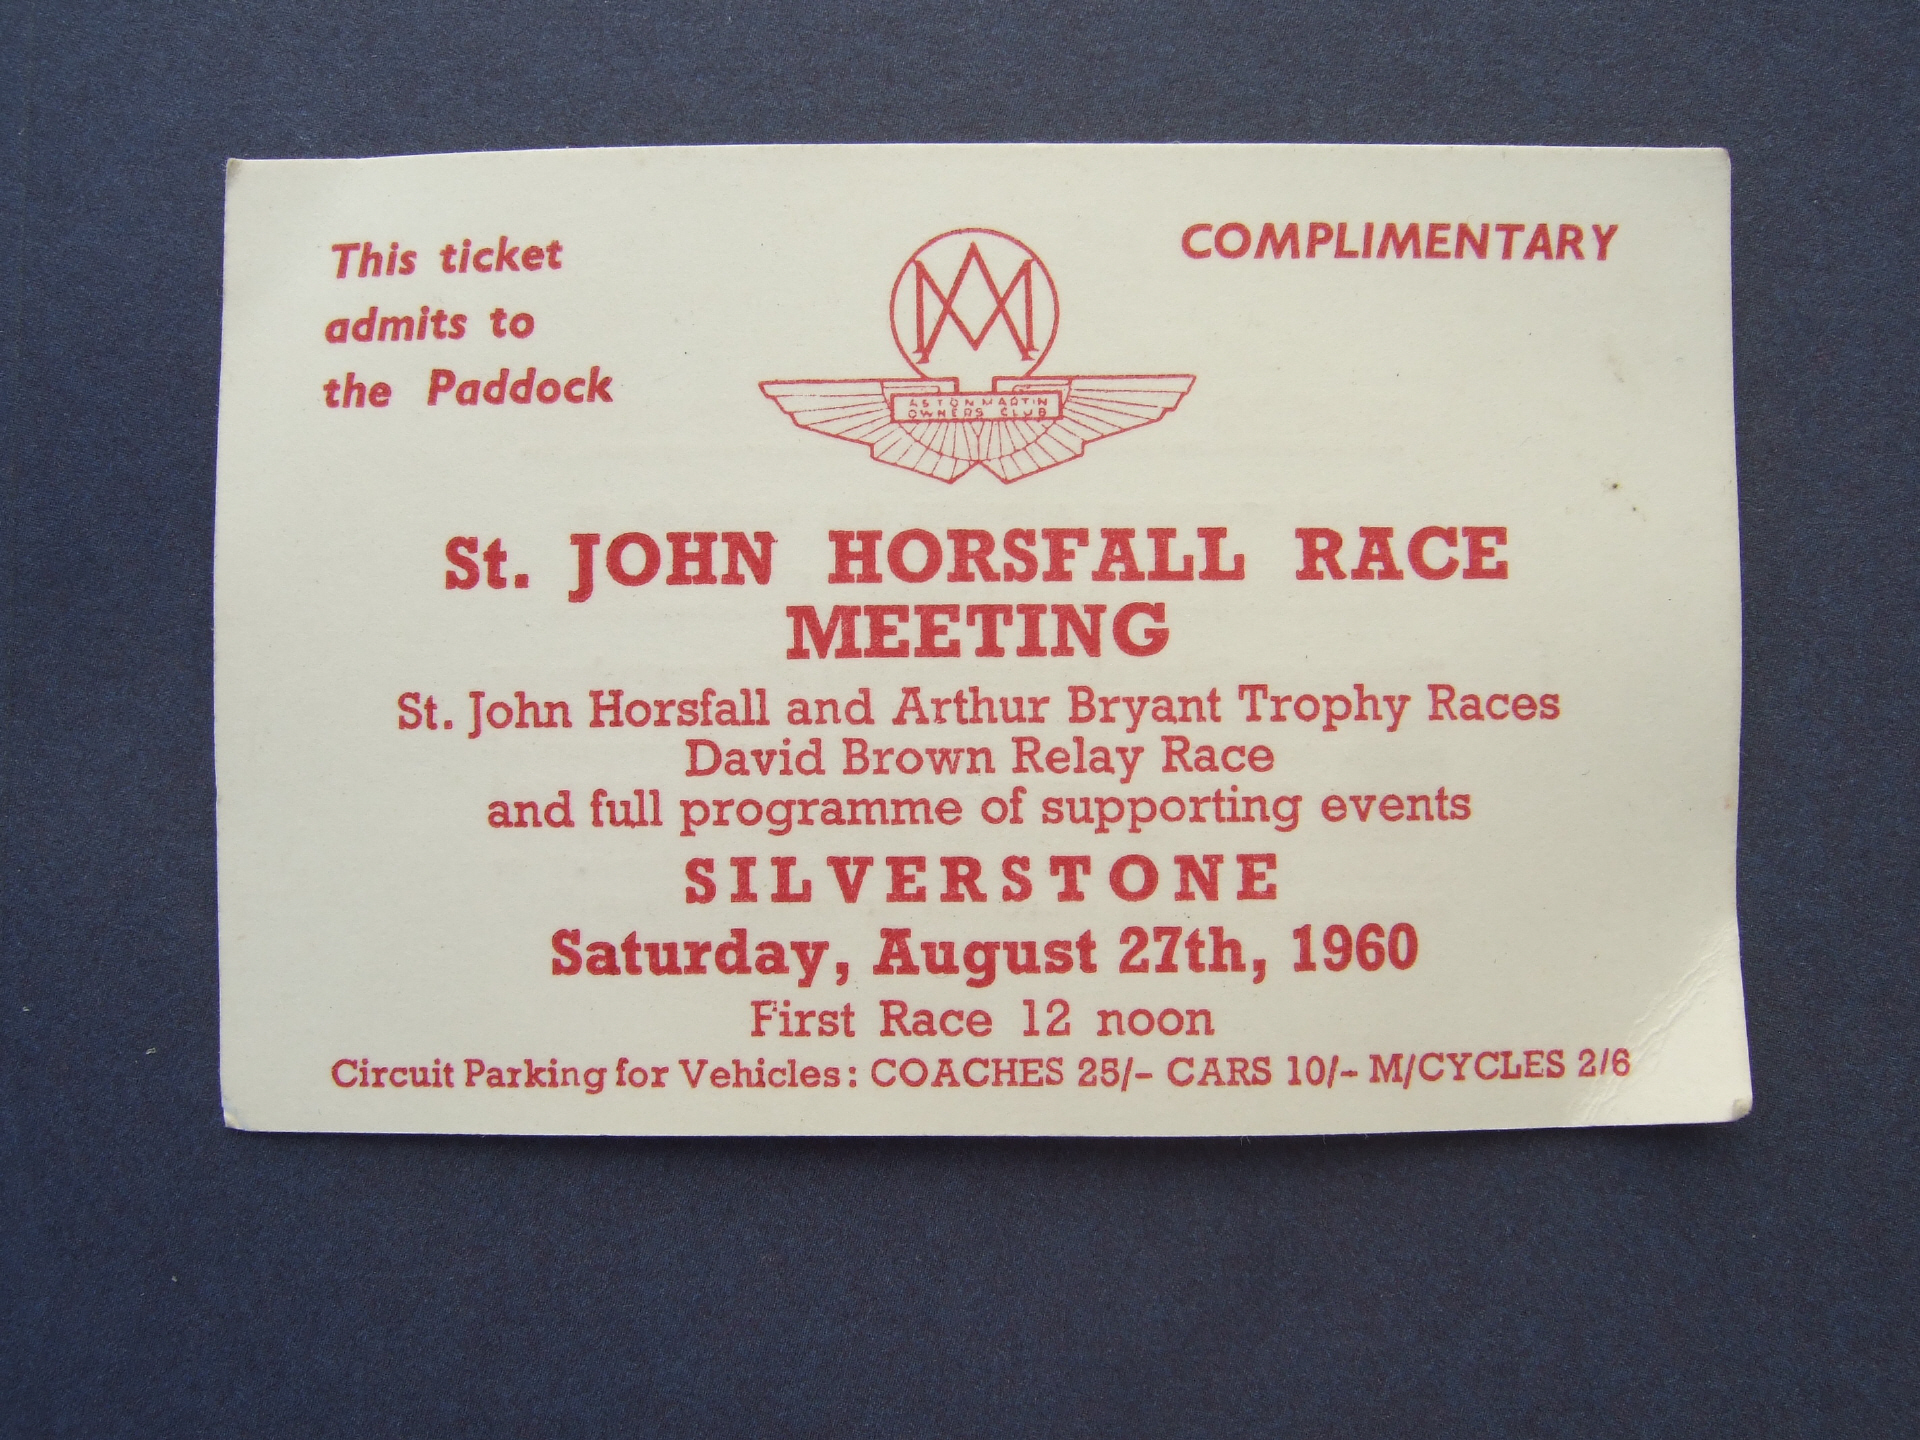 This ticket
admits to
the Paddock
COMPLIMENTARY
AM
ASTON MARTIN
OWNERS CLUB
St. JOHN HORSFALL RACE
MEETING
St. John Horsfall and Arthur Bryant Trophy Races
David Brown Relay Race
and full programme of supporting events
SILVERSTONE
Saturday, August 27th, 1960
First Race 12 noon
Circuit Parking for Vehicles: COACHES 25/- CARS 10/- M/CYCLES 2/6